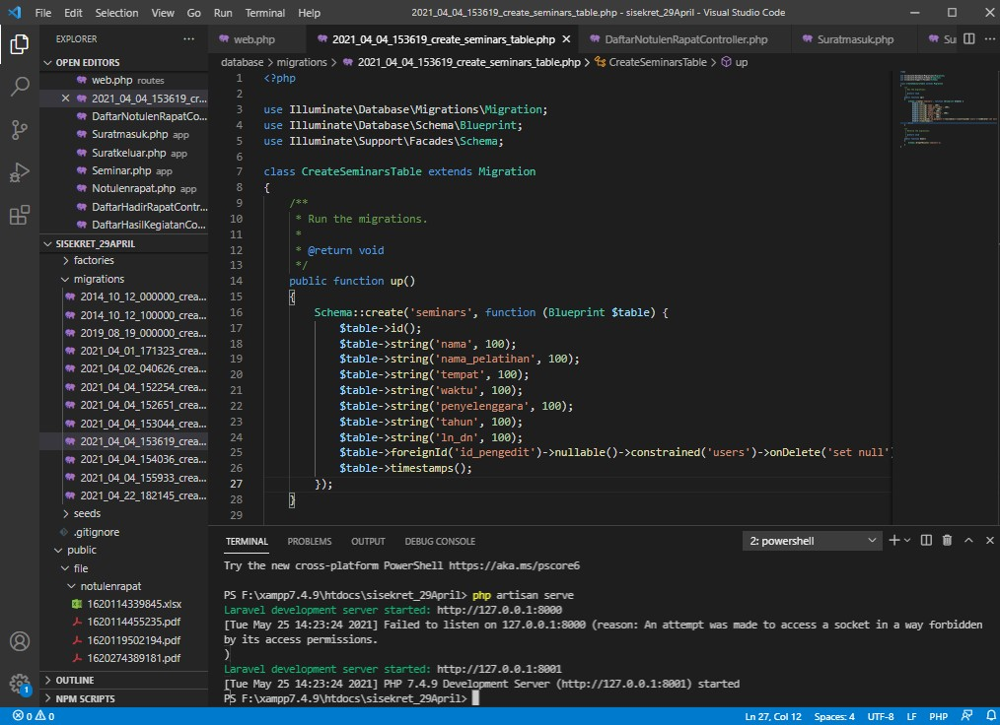 File Edit Selection View Go Run Terminal Help
2021_04_04_153619_create_seminars_table.php - sisekret_29April - Visual Studio Code
EXPLORER
OPEN EDITORS
web.php routes
2021_04_04_153619_cr...
DaftarNotulenRapatCo...
Suratmasuk.php app
Suratkeluar.php app
Seminar.php app
Notulenrapat.php app
DaftarHadirRapatContr...
DaftarHasilKegiatanCo...
SISEKRET_29APRIL
factories
migrations
2014_10_12_000000_crea...
2014_10_12_100000_crea...
2019_08_19_000000_crea...
2021_04_01_171323_crea...
2021_04_02_040626_crea...
2021_04_04_152254_crea...
2021_04_04_152651_crea...
2021_04_04_153044_crea...
2021_04_04_153619_crea...
2021_04_04_154036_crea...
2021_04_04_155933_crea...
2021_04_22_182145_crea...
seeds
.gitignore
public
file
notulenrapat
1620114339845.xlsx
1620114455235.pdf
1620119502194.pdf
1620274389181.pdf
OUTLINE
NPM SCRIPTS
web.php
2021_04_04_153619_create_seminars_table.php
DaftarNotulenRapatController.php
Suratmasuk.php
Su
database > migrations > 2021_04_04_153619_create_seminars_table.php > CreateSeminarsTable > up
1 <?php
2
3 use Illuminate\Database\Migrations\Migration;
4 use Illuminate\Database\Schema\Blueprint;
5 use Illuminate\Support\Facades\Schema;
6
7 class CreateSeminarsTable extends Migration
8 {
9 /**
10 * Run the migrations.
11 *
12 * @return void
13 */
14 public function up()
15 {
16 Schema::create('seminars', function (Blueprint $table) {
17 $table->id();
18 $table->string('nama', 100);
19 $table->string('nama_pelatihan', 100);
20 $table->string('tempat', 100);
21 $table->string('waktu', 100);
22 $table->string('penyelenggara', 100);
23 $table->string('tahun', 100);
24 $table->string('ln_dn', 100);
25 $table->foreignId('id_pengedit')->nullable()->constrained('users')->onDelete('set null')
26 $table->timestamps();
27 });
28 }
29
TERMINAL PROBLEMS OUTPUT DEBUG CONSOLE
2: powershell
Try the new cross-platform PowerShell https://aka.ms/pscore6
PS F:\xampp7.4.9\htdocs\sisekret_29April> php artisan serve
Laravel development server started: http://127.0.0.1:8000
[Tue May 25 14:23:24 2021] Failed to listen on 127.0.0.1:8000 (reason: An attempt was made to access a socket in a way forbidden
by its access permissions.
)
Laravel development server started: http://127.0.0.1:8001
[Tue May 25 14:23:24 2021] PHP 7.4.9 Development Server (http://127.0.0.1:8001) started
PS F:\xampp7.4.9\htdocs\sisekret_29April>
1
0 0
Ln 27, Col 12 Spaces: 4 UTF-8 LF PHP